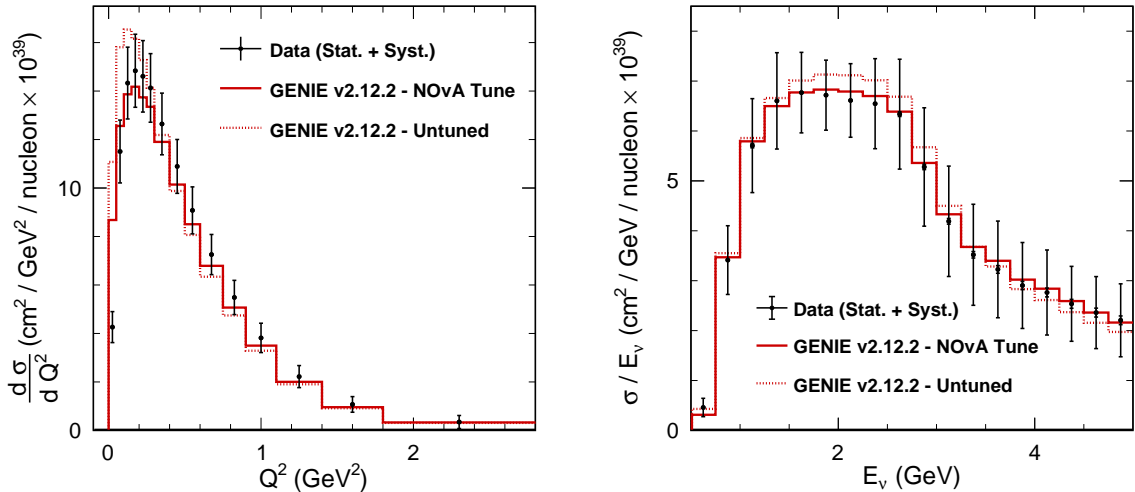 Data (Stat. + Syst.)
GENIE v2.12.2 - NOvA Tune
GENIE v2.12.2 - Untuned
d σ
d Q²
(cm² / GeV² / nucleon × 10³⁹)
10
0
0
1
2
Q² (GeV²)
σ / Eν (cm² / GeV / nucleon × 10³⁹)
5
0
Data (Stat. + Syst.)
GENIE v2.12.2 - NOvA Tune
GENIE v2.12.2 - Untuned
2
4
Eν (GeV)